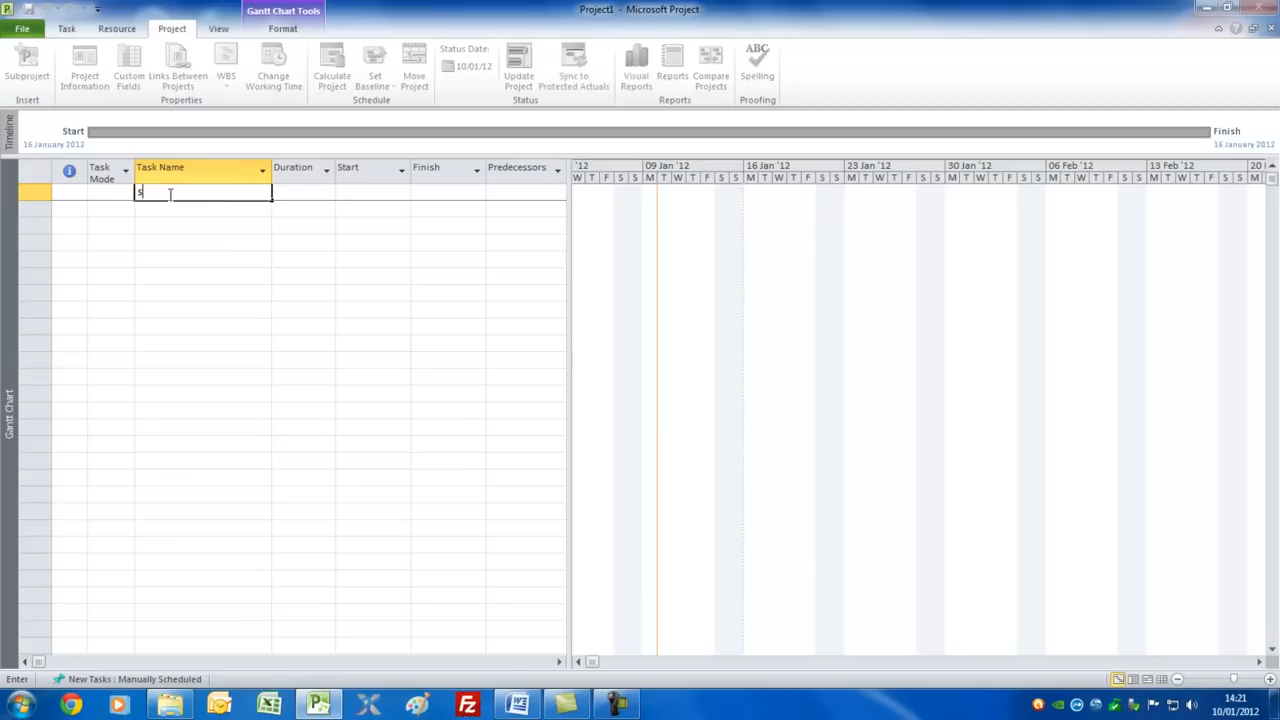 Project1 - Microsoft Project
Gantt Chart Tools
File Task Resource Project View Format
Subproject
Project Information
Custom Fields
Links Between Projects
WBS
Change Working Time
Calculate Project
Set Baseline
Move Project
Status Date:
10/01/12
Update Project
Sync to Protected Actuals
Visual Reports
Reports
Compare Projects
ABC
Spelling
Insert Properties Schedule Status Reports Proofing
Timeline
Start
16 January 2012
Finish
16 January 2012
Task Mode
Task Name
Duration
Start
Finish
Predecessors
'12 09 Jan '12 16 Jan '12 23 Jan '12 30 Jan '12 06 Feb '12 13 Feb '12 20
W T F S S M T W T F S S M T W T F S S M T W T F S S M T W T F S S M T W T F S S M T W T F S S M
s
Gantt Chart
Enter New Tasks : Manually Scheduled
14:21
10/01/2012